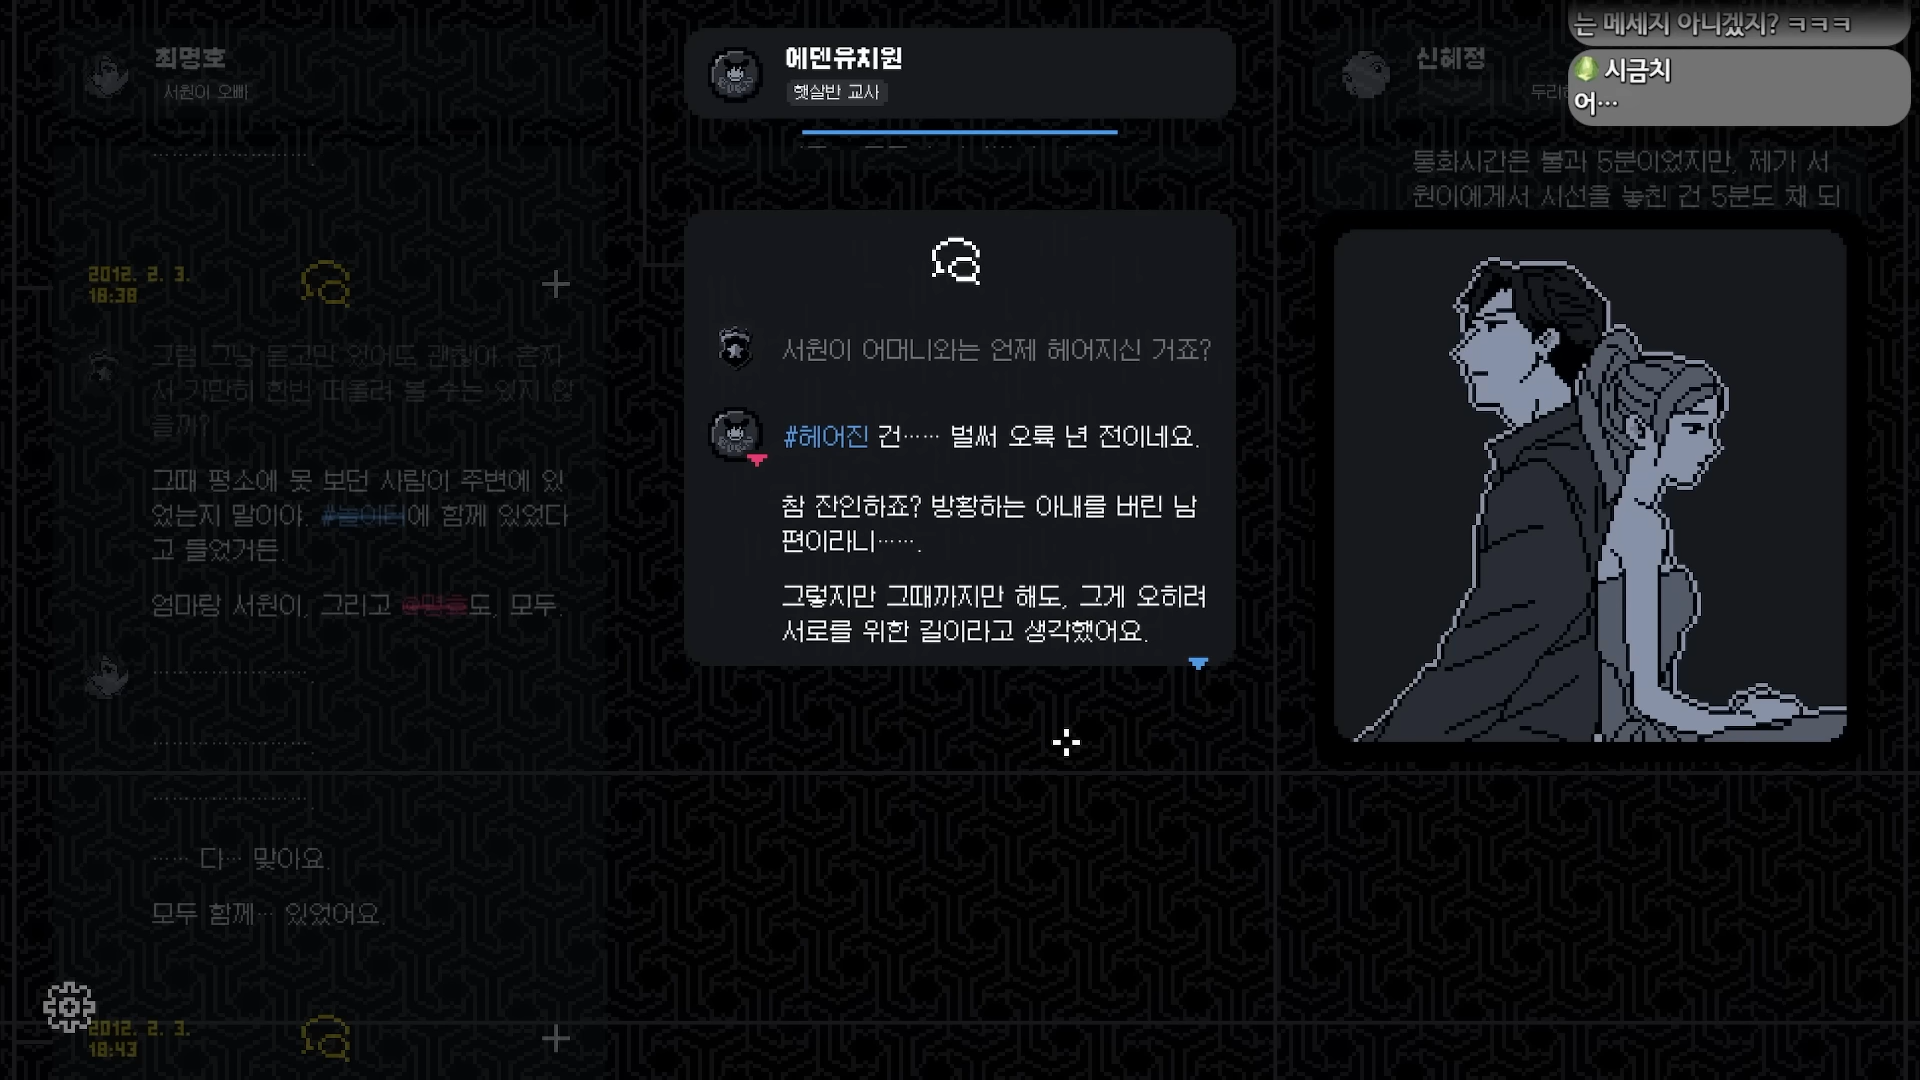 최명호
서원이 오빠
2012. 2. 3.
18:38
그럼 그냥 듣고만 있어도 괜찮아. 혼자
서 가만히 한번 떠올려 볼 수는 있지 않
을까?
그때 평소에 못 보던 사람이 주변에 있
었는지 말이야. #놀이터에 함께 있었다
고 들었거든.
엄마랑 서원이, 그리고 @명호도, 모두.
……………………….
……………………….
……………………….
…… 다… 맞아요.
모두 함께… 있었어요.
2012. 2. 3.
18:43
에덴유치원
햇살반 교사
서원이 어머니와는 언제 헤어지신 거죠?
#헤어진 건…… 벌써 오륙 년 전이네요.
참 잔인하죠? 방황하는 아내를 버린 남
편이라니…….
그렇지만 그때까지만 해도, 그게 오히려
서로를 위한 길이라고 생각했어요.
신혜정
통화시간은 불과 5분이었지만, 제가 서
원이에게서 시선을 놓친 건 5분도 채 되
는 메세지 아니겠지? ㅋㅋㅋ
시금치
어…